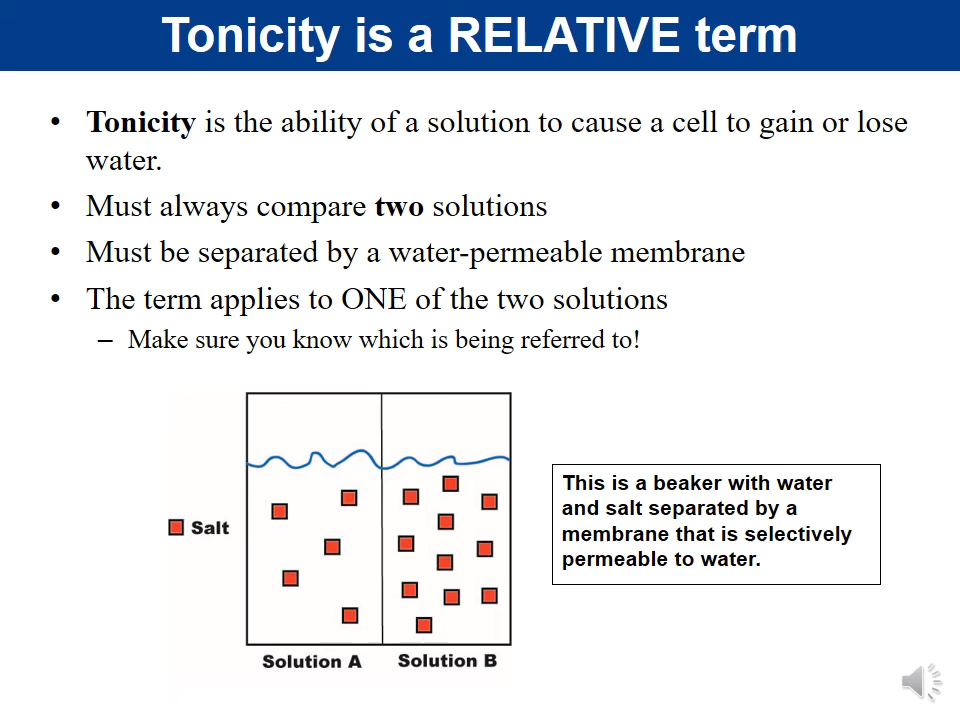 Tonicity is a RELATIVE term
• Tonicity is the ability of a solution to cause a cell to gain or lose
water.
• Must always compare two solutions
• Must be separated by a water-permeable membrane
• The term applies to ONE of the two solutions
– Make sure you know which is being referred to!
Salt
This is a beaker with water
and salt separated by a
membrane that is selectively
permeable to water.
Solution A
Solution B